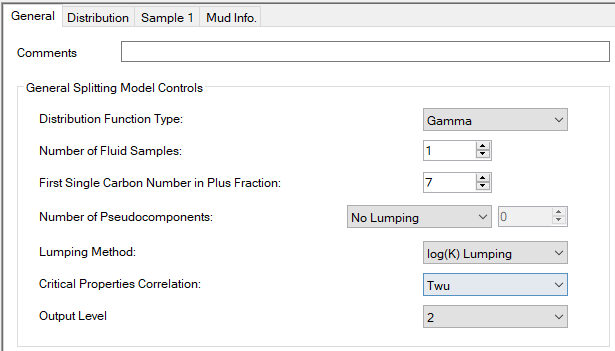 General Distribution Sample 1 Mud Info.
Comments
General Splitting Model Controls
Distribution Function Type: Gamma
Number of Fluid Samples: 1
First Single Carbon Number in Plus Fraction: 7
Number of Pseudocomponents: No Lumping 0
Lumping Method: log(K) Lumping
Critical Properties Correlation: Twu
Output Level 2